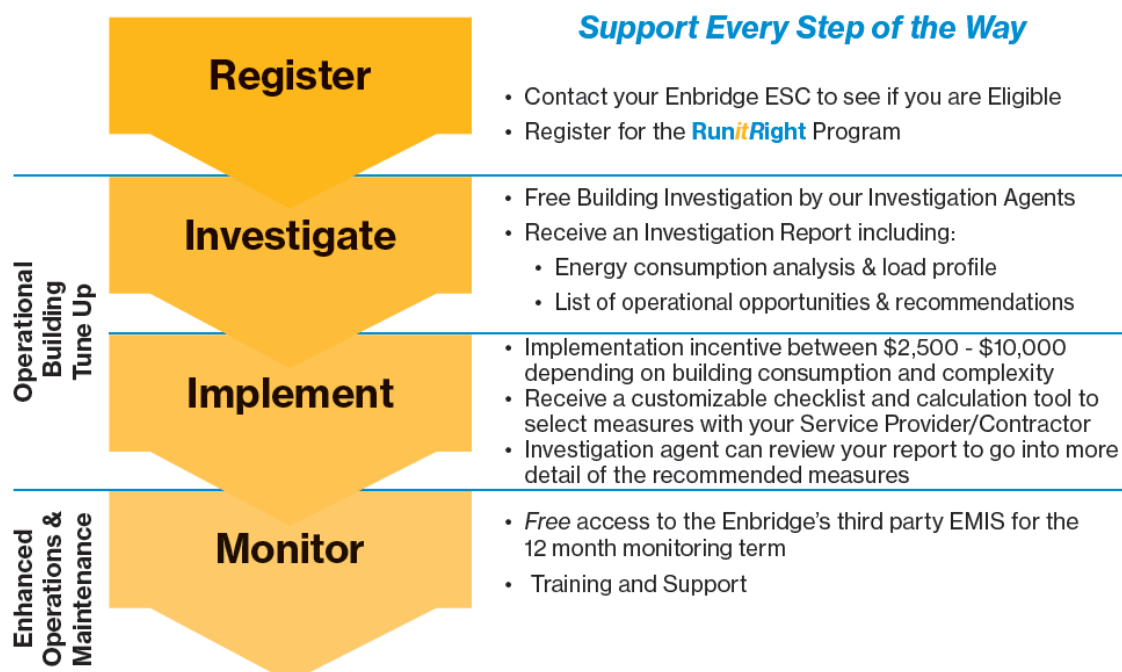 Support Every Step of the Way
Register
• Contact your Enbridge ESC to see if you are Eligible
• Register for the RunitRight Program
Operational
Building
Tune Up
Investigate
• Free Building Investigation by our Investigation Agents
• Receive an Investigation Report including:
• Energy consumption analysis & load profile
• List of operational opportunities & recommendations
Implement
• Implementation incentive between $2,500 - $10,000
depending on building consumption and complexity
• Receive a customizable checklist and calculation tool to
select measures with your Service Provider/Contractor
• Investigation agent can review your report to go into more
detail of the recommended measures
Enhanced
Operations &
Maintenance
Monitor
• Free access to the Enbridge's third party EMIS for the
12 month monitoring term
• Training and Support